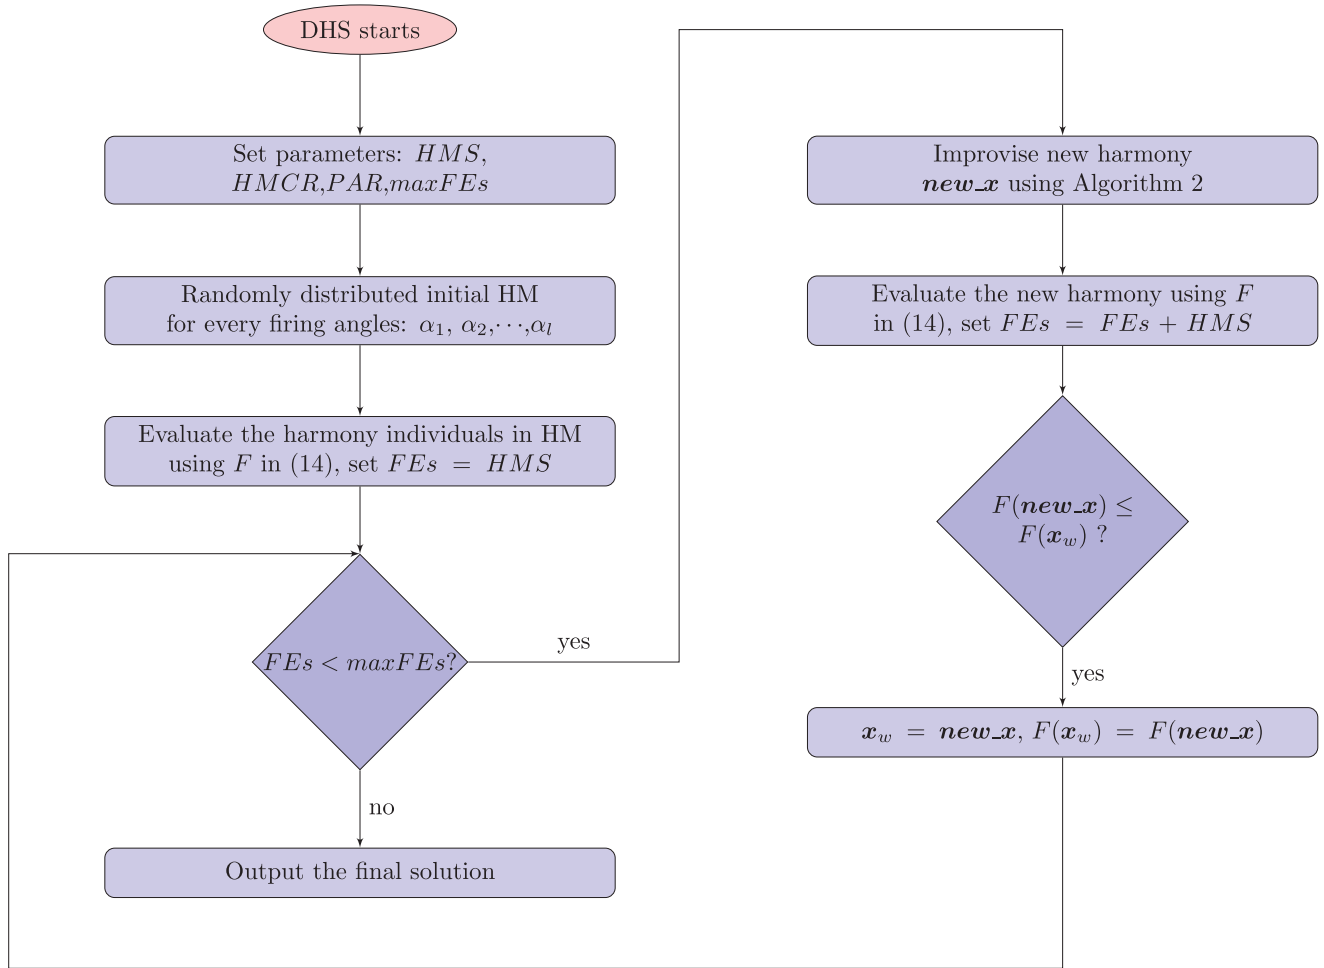 DHS starts
Set parameters: HMS,
HMCR,PAR,maxFEs
Randomly distributed initial HM
for every firing angles: α₁, α₂,⋯,αₗ
Evaluate the harmony individuals in HM
using F in (14), set FEs = HMS
FEs < maxFEs?
yes
no
Output the final solution
Improvise new harmony
new_x using Algorithm 2
Evaluate the new harmony using F
in (14), set FEs = FEs + HMS
F(new_x) ≤
F(x_w) ?
yes
x_w = new_x, F(x_w) = F(new_x)